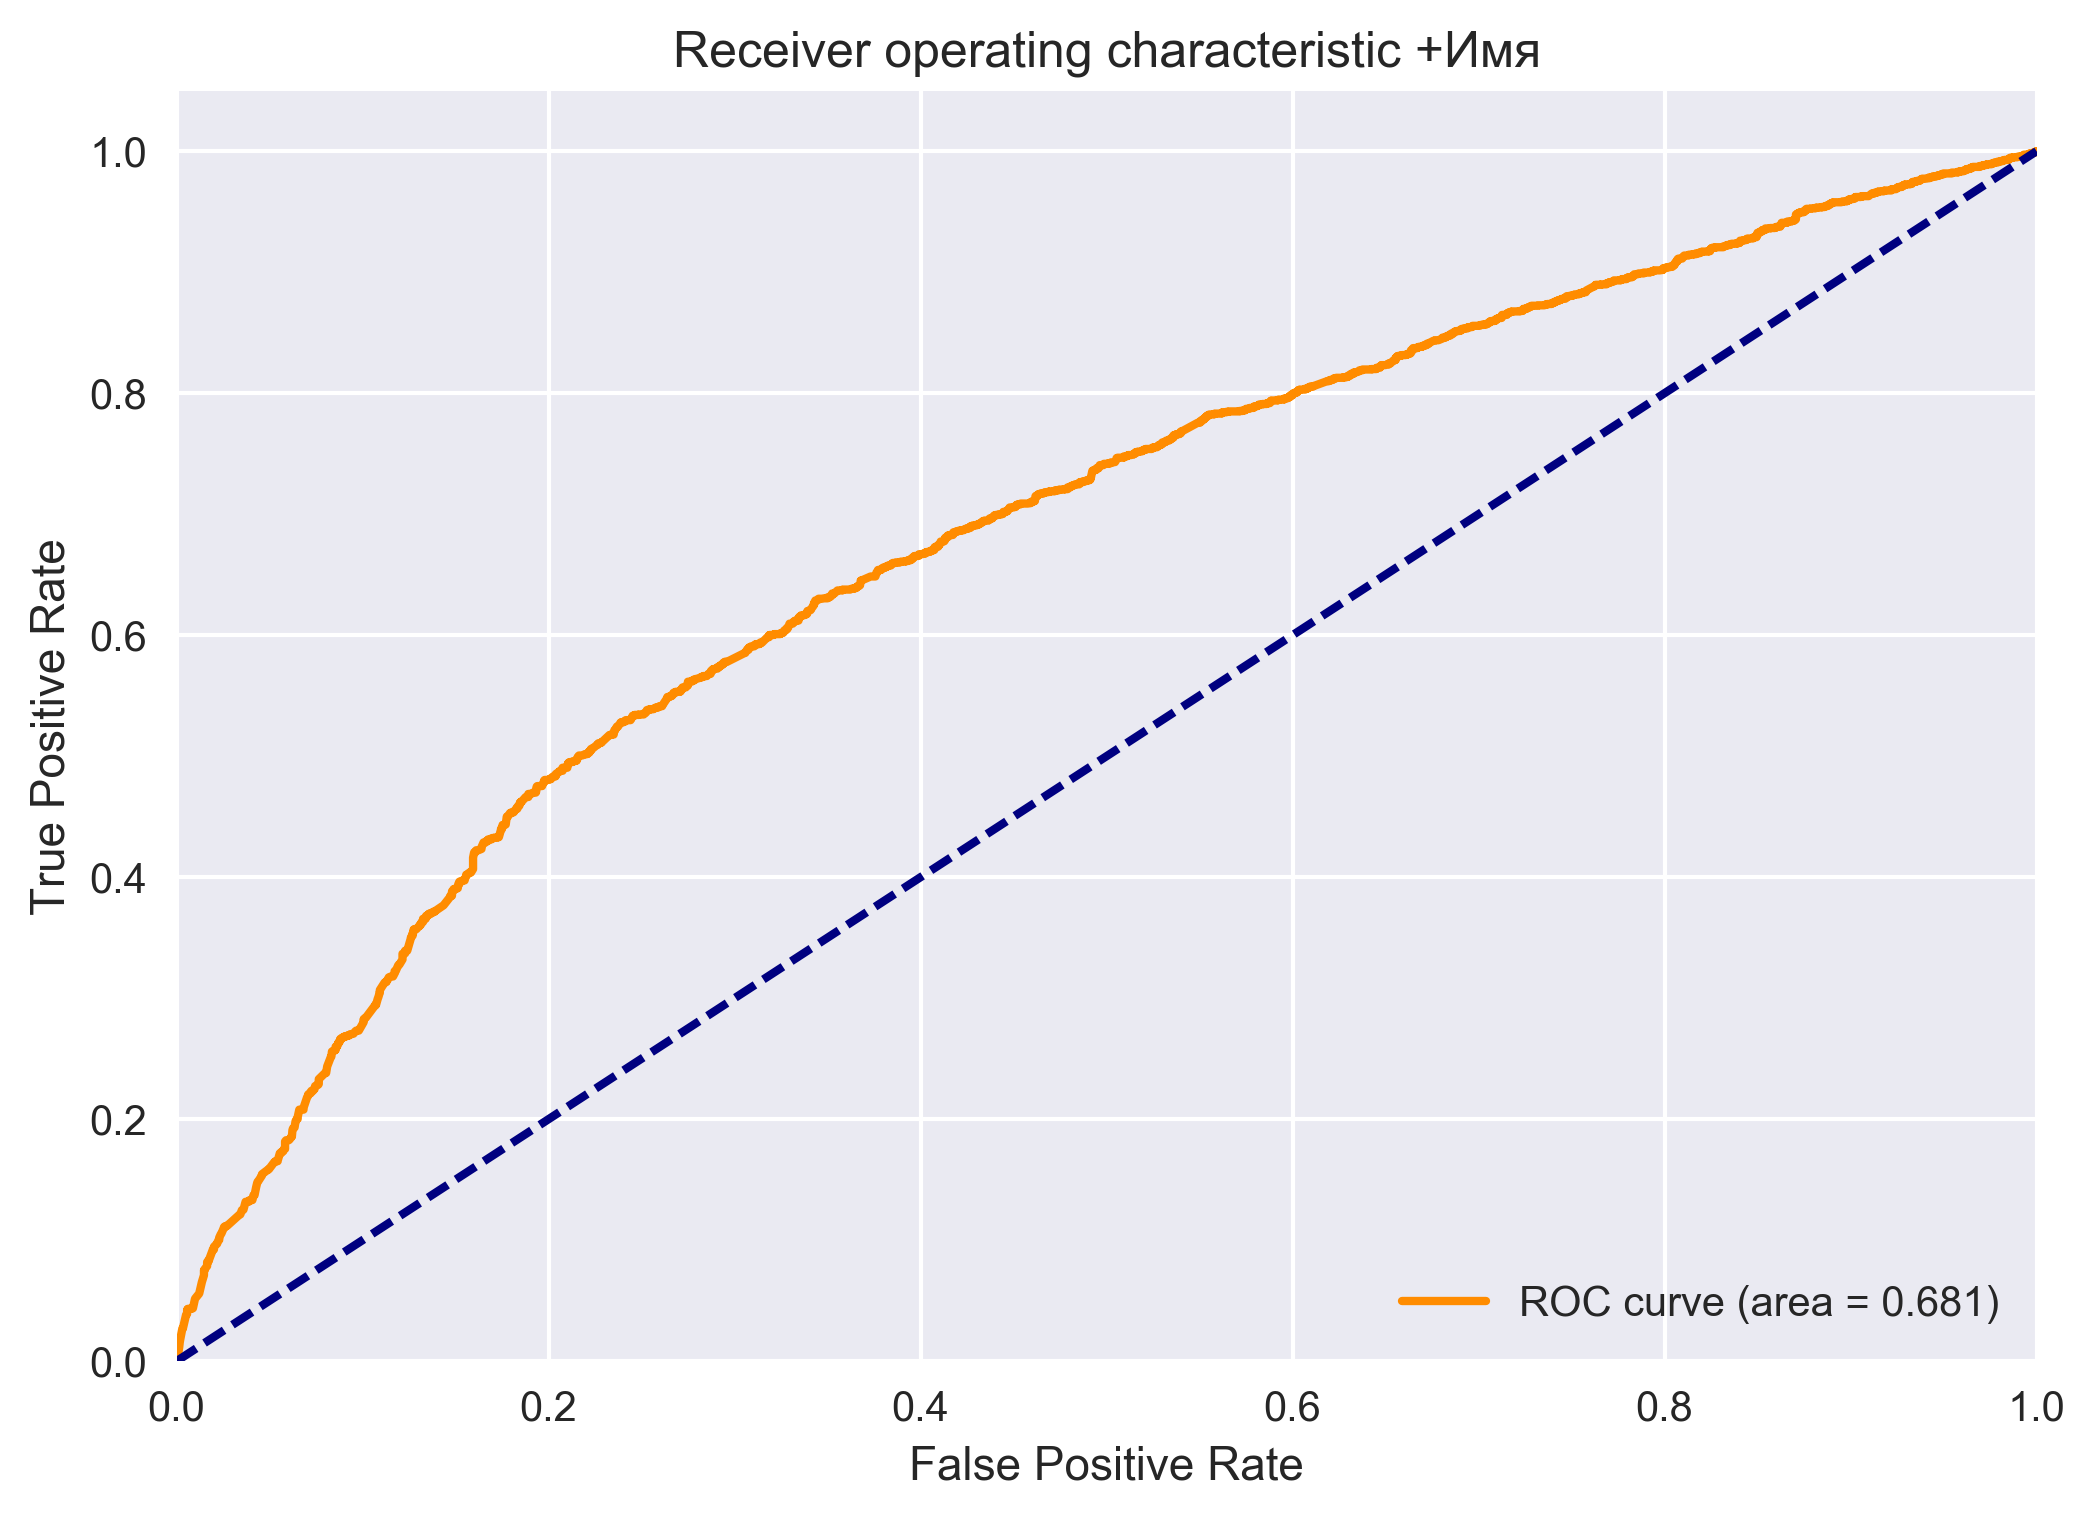 Receiver operating characteristic +Имя
1.0
0.8
0.6
0.4
0.2
0.0
True Positive Rate
ROC curve (area = 0.681)
0.0 0.2 0.4 0.6 0.8 1.0
False Positive Rate